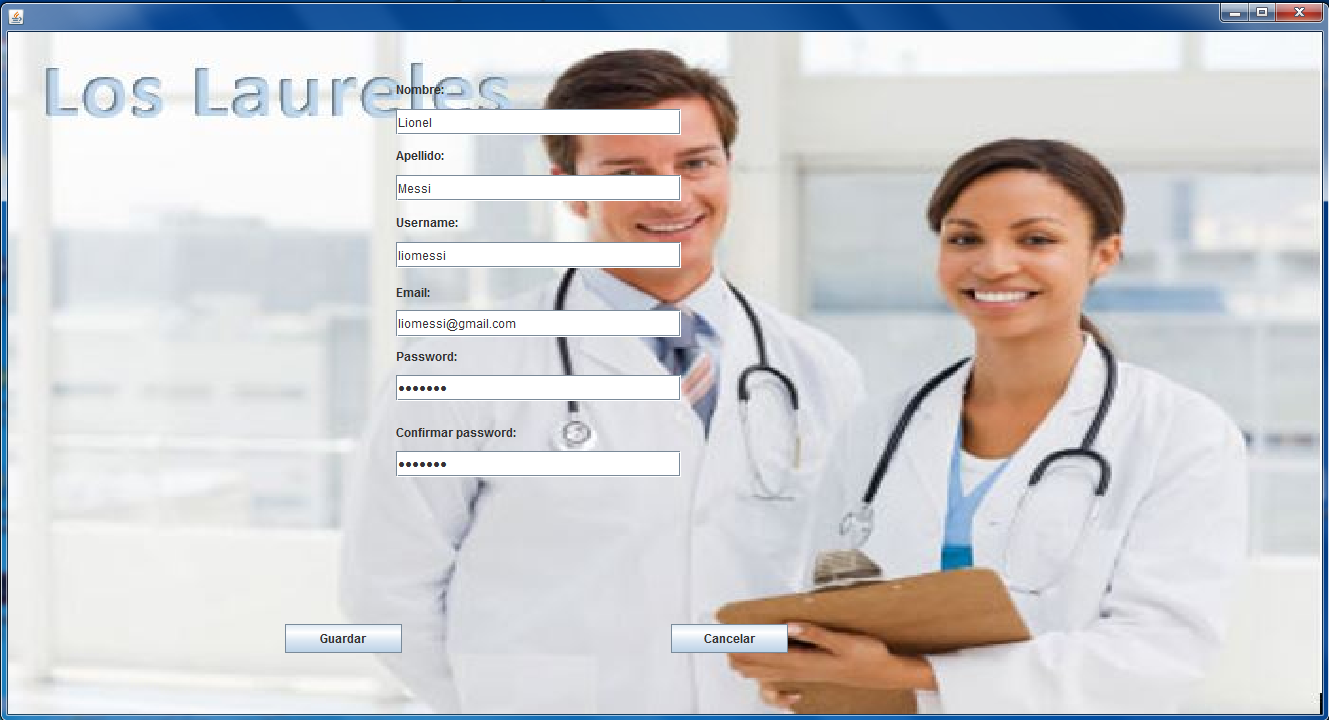 Los Laureles
Nombre:
Lionel
Apellido:
Messi
Username:
liomessi
Email:
liomessi@gmail.com
Password:
•••••••
Confirmar password:
•••••••
Guardar
Cancelar